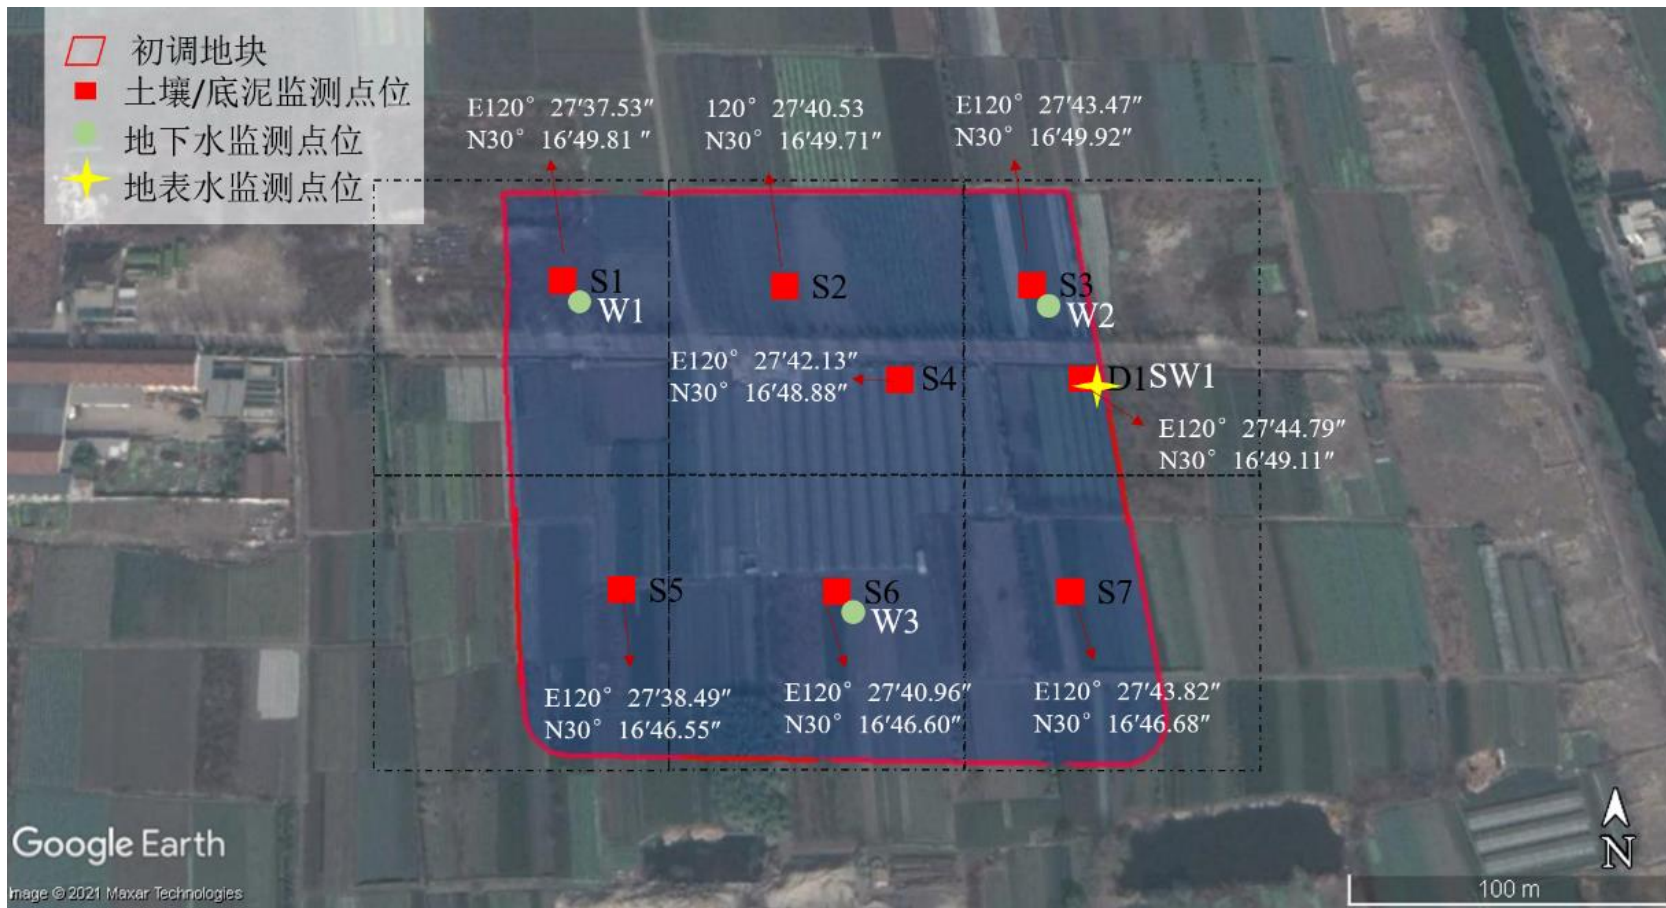 初调地块
土壤/底泥监测点位
地下水监测点位
地表水监测点位
E120° 27′37.53″
N30° 16′49.81 ″
120° 27′40.53
N30° 16′49.71″
E120° 27′43.47″
N30° 16′49.92″
S1
W1
S2
S3
W2
E120° 27′42.13″
N30° 16′48.88″
S4
D1
SW1
E120° 27′44.79″
N30° 16′49.11″
S5
S6
W3
S7
E120° 27′38.49″
N30° 16′46.55″
E120° 27′40.96″
N30° 16′46.60″
E120° 27′43.82″
N30° 16′46.68″
Google Earth
Image © 2021 Maxar Technologies
N
100 m